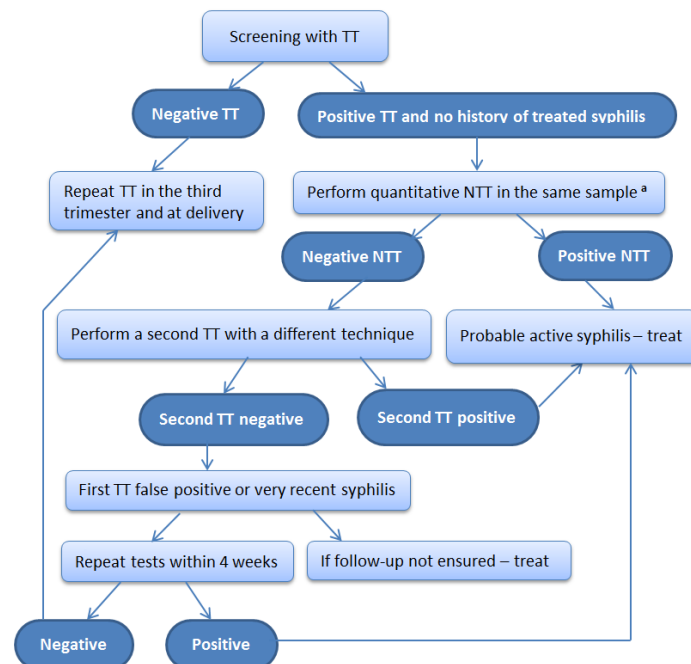 Screening with TT
Negative TT
Positive TT and no history of treated syphilis
Repeat TT in the third
trimester and at delivery
Perform quantitative NTT in the same sample ª
Negative NTT
Positive NTT
Perform a second TT with a different technique
Probable active syphilis – treat
Second TT negative
Second TT positive
First TT false positive or very recent syphilis
Repeat tests within 4 weeks
If follow-up not ensured – treat
Negative
Positive